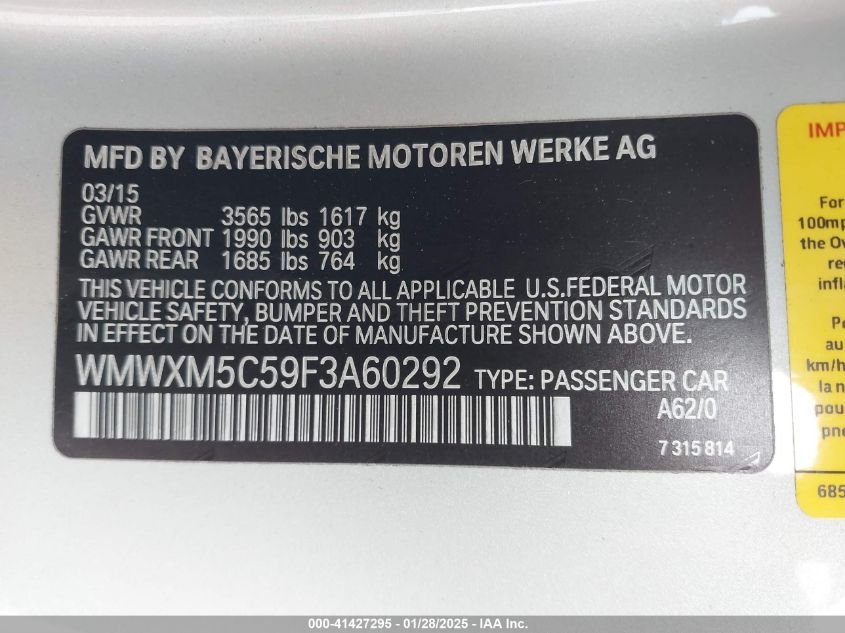 MFD BY BAYERISCHE MOTOREN WERKE AG
03/15
GVWR 3565 lbs 1617 kg
GAWR FRONT 1990 lbs 903 kg
GAWR REAR 1685 lbs 764 kg
THIS VEHICLE CONFORMS TO ALL APPLICABLE U.S.FEDERAL MOTOR
VEHICLE SAFETY, BUMPER AND THEFT PREVENTION STANDARDS
IN EFFECT ON THE DATE OF MANUFACTURE SHOWN ABOVE.
WMWXM5C59F3A60292 TYPE: PASSENGER CAR
A62/0
7 315 814
IMP
For
100mp
the Ov
re
infl
P
au
km/h
la n
pou
pne
685
000-41427295 - 01/28/2025 - IAA Inc.